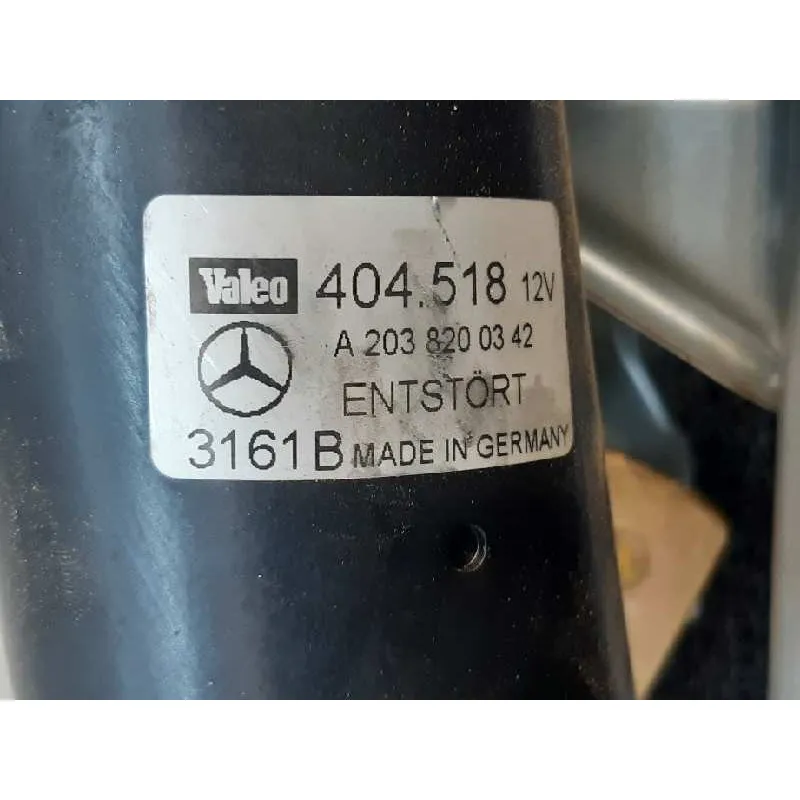 Valeo 404.518 12V
A 203 820 03 42
ENTSTÖRT
3161B MADE IN GERMANY